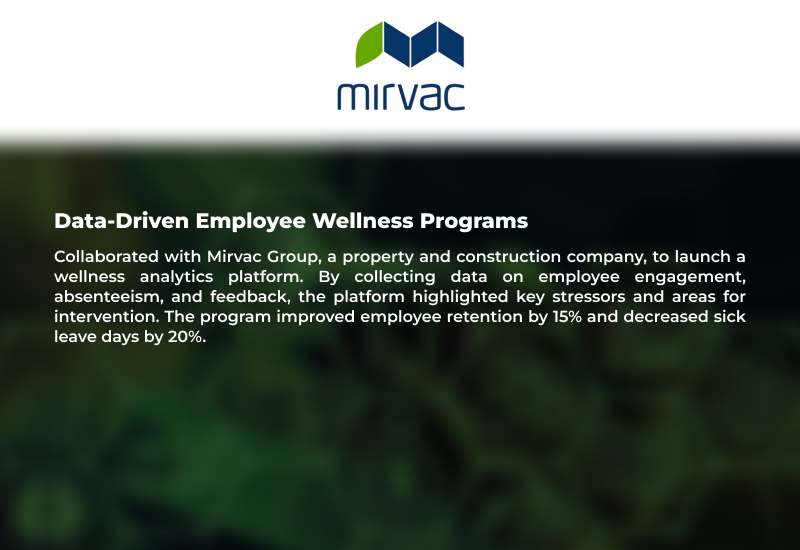 mirvac
Data-Driven Employee Wellness Programs
Collaborated with Mirvac Group, a property and construction company, to launch a
wellness analytics platform. By collecting data on employee engagement,
absenteeism, and feedback, the platform highlighted key stressors and areas for
intervention. The program improved employee retention by 15% and decreased sick
leave days by 20%.